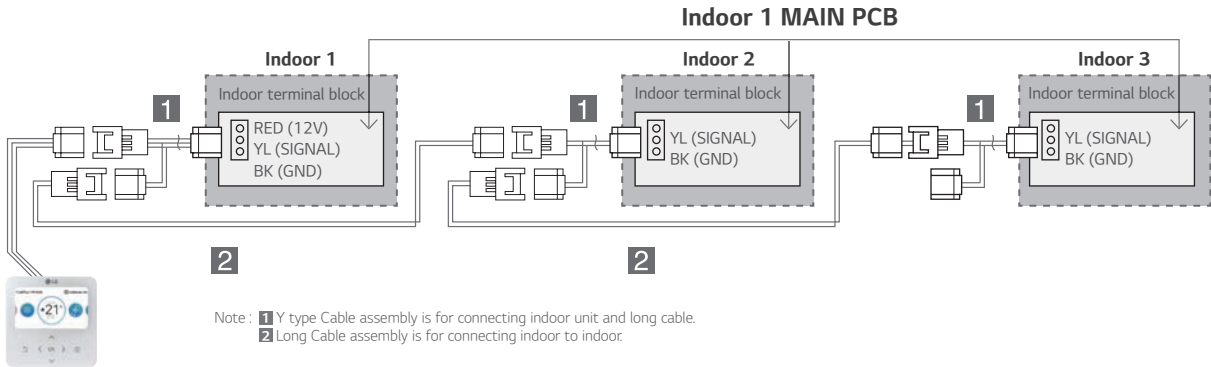 Indoor 1 MAIN PCB
Indoor 1
Indoor 2
Indoor 3
Indoor terminal block
Indoor terminal block
Indoor terminal block
1
1
1
RED (12V)
YL (SIGNAL)
BK (GND)
YL (SIGNAL)
BK (GND)
YL (SIGNAL)
BK (GND)
2
2
LG
21°
OK
Note : 1 Y type Cable assembly is for connecting indoor unit and long cable.
2 Long Cable assembly is for connecting indoor to indoor.